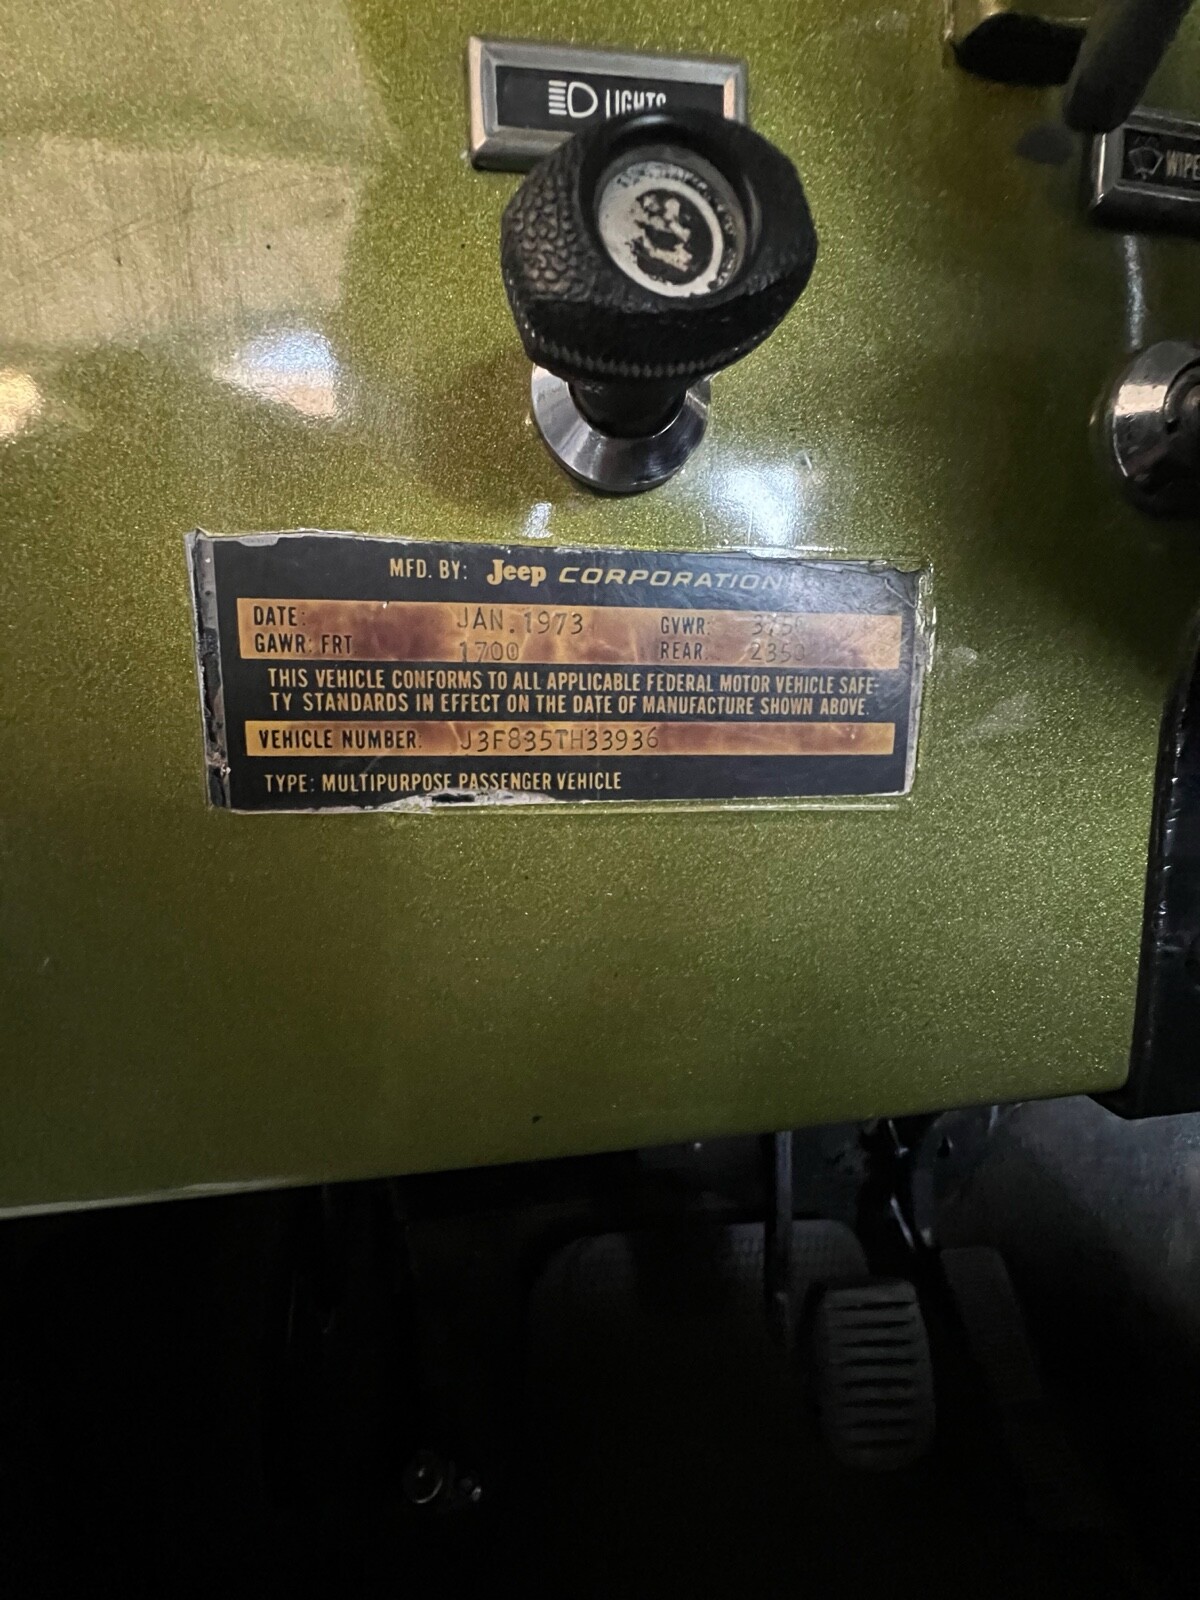 LIGHTS
WIPE
MFD. BY: Jeep CORPORATION
DATE: JAN. 1973 GVWR: 3750
GAWR: FRT 1700 REAR: 2350
THIS VEHICLE CONFORMS TO ALL APPLICABLE FEDERAL MOTOR VEHICLE SAFE-
TY STANDARDS IN EFFECT ON THE DATE OF MANUFACTURE SHOWN ABOVE.
VEHICLE NUMBER: J3F835TH33936
TYPE: MULTIPURPOSE PASSENGER VEHICLE